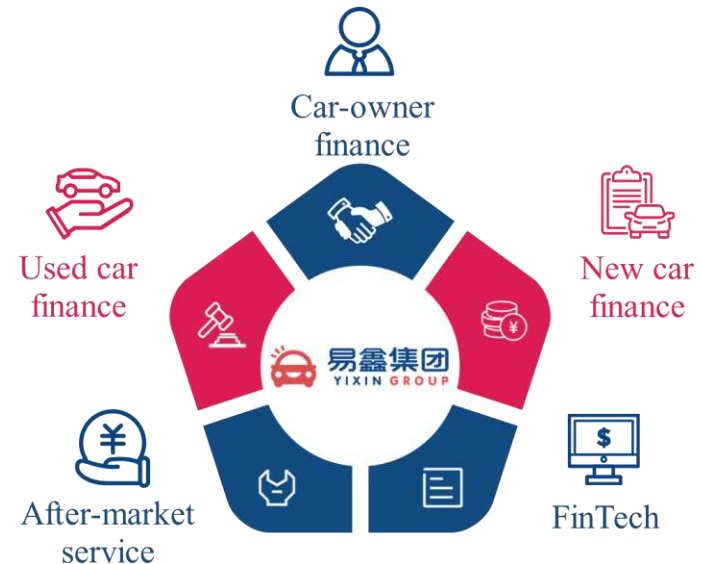 Car-owner
finance
Used car
finance
New car
finance
¥
易鑫集团
YIXIN GROUP
¥
$
After-market
service
FinTech